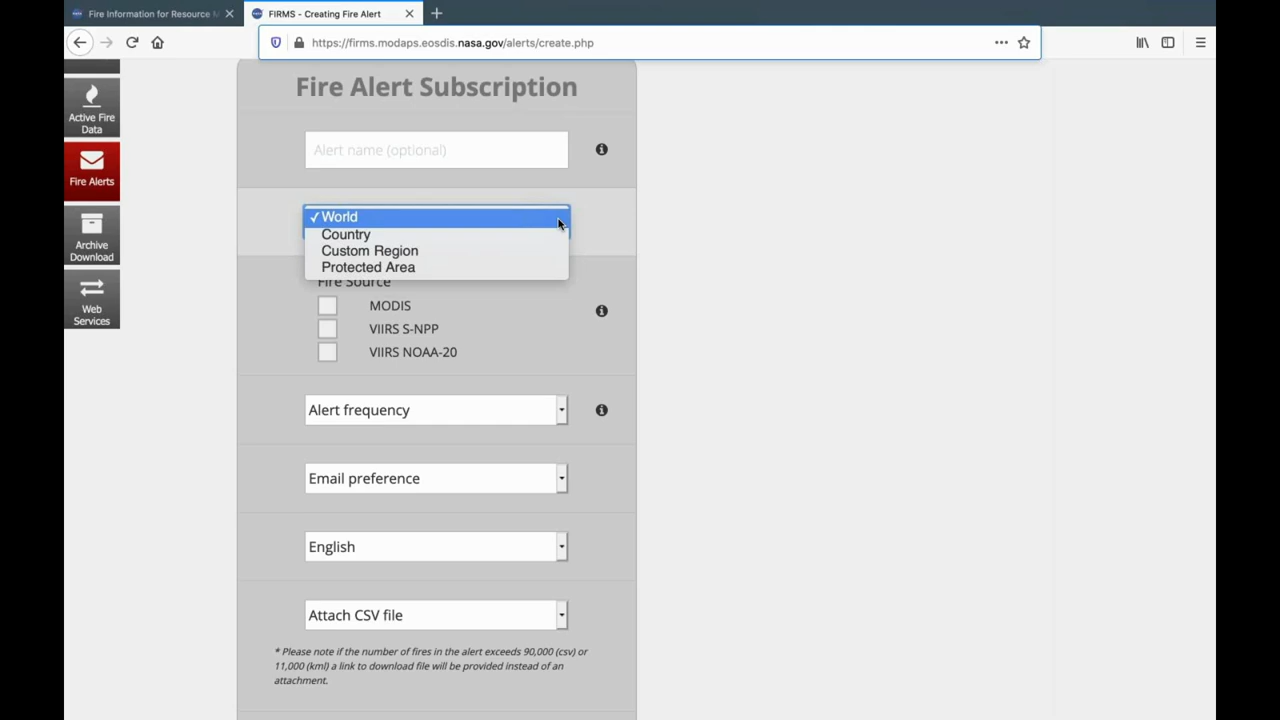 Fire Information for Resource M
FIRMS - Creating Fire Alert
https://firms.modaps.eosdis.nasa.gov/alerts/create.php
Active Fire
Data
Fire Alerts
Archive
Download
Web
Services
Fire Alert Subscription
Alert name (optional)
✓ World
Country
Custom Region
Protected Area
Fire Source
MODIS
VIIRS S-NPP
VIIRS NOAA-20
Alert frequency
Email preference
English
Attach CSV file
* Please note if the number of fires in the alert exceeds 90,000 (csv) or
11,000 (kml) a link to download file will be provided instead of an
attachment.